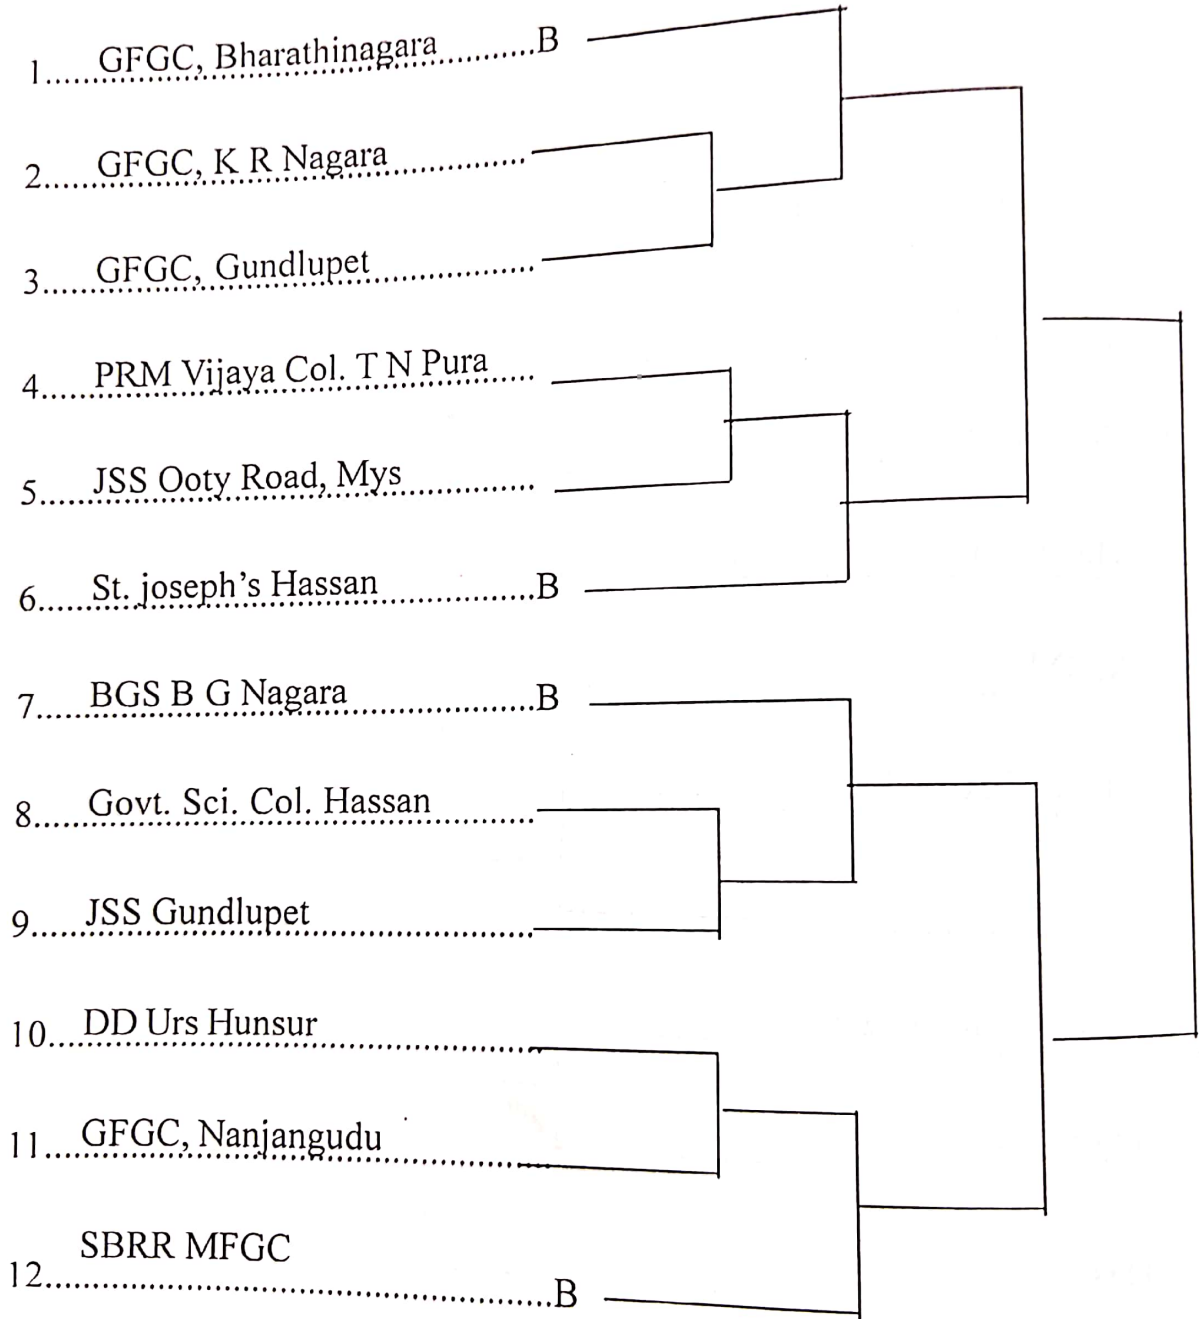 1......GFGC, Bharathinagara..........B
2......GFGC, K R Nagara...............
3......GFGC, Gundlupet.................
4......PRM Vijaya Col. T N Pura.....
5......JSS Ooty Road, Mys..............
6......St. joseph's Hassan................B
7......BGS B G Nagara...................B
8......Govt. Sci. Col. Hassan...........
9......JSS Gundlupet.......................
10....DD Urs Hunsur......................
11....GFGC, Nanjangudu................
12....SBRR MFGC..........................B